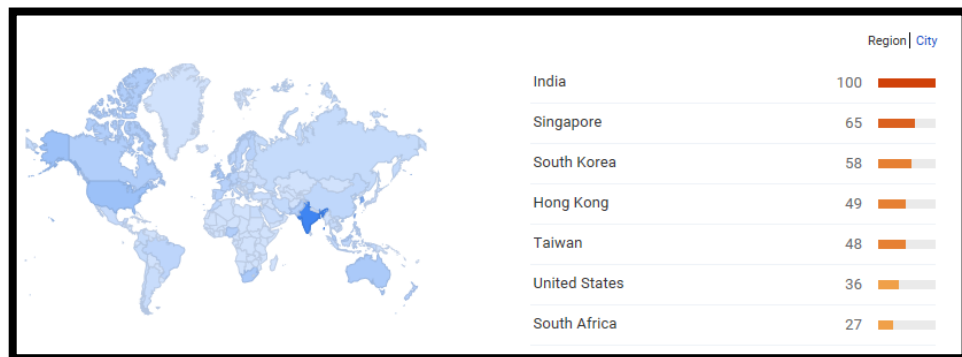 Region | City
India 100
Singapore 65
South Korea 58
Hong Kong 49
Taiwan 48
United States 36
South Africa 27